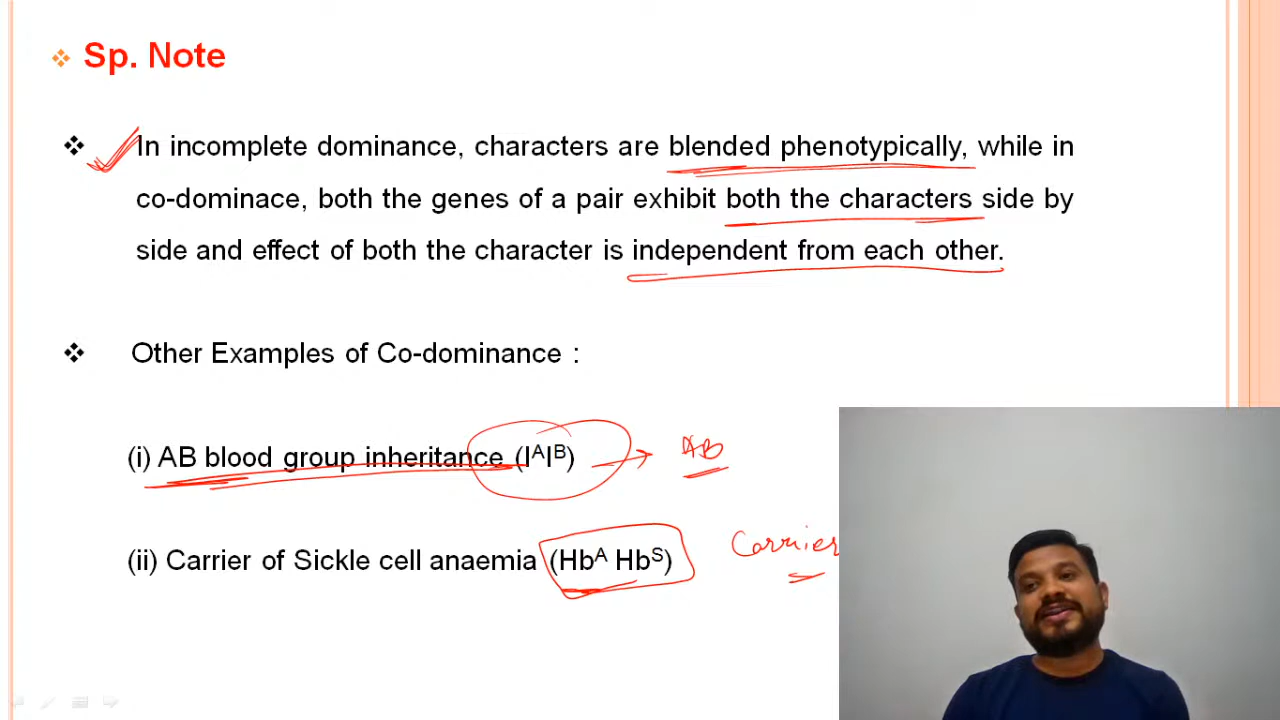 Sp. Note
In incomplete dominance, characters are blended phenotypically, while in
co-dominace, both the genes of a pair exhibit both the characters side by
side and effect of both the character is independent from each other.
Other Examples of Co-dominance :
(i) AB blood group inheritance (IᴬIᴮ) AB
(ii) Carrier of Sickle cell anaemia (Hbᴬ Hbˢ) Carrier